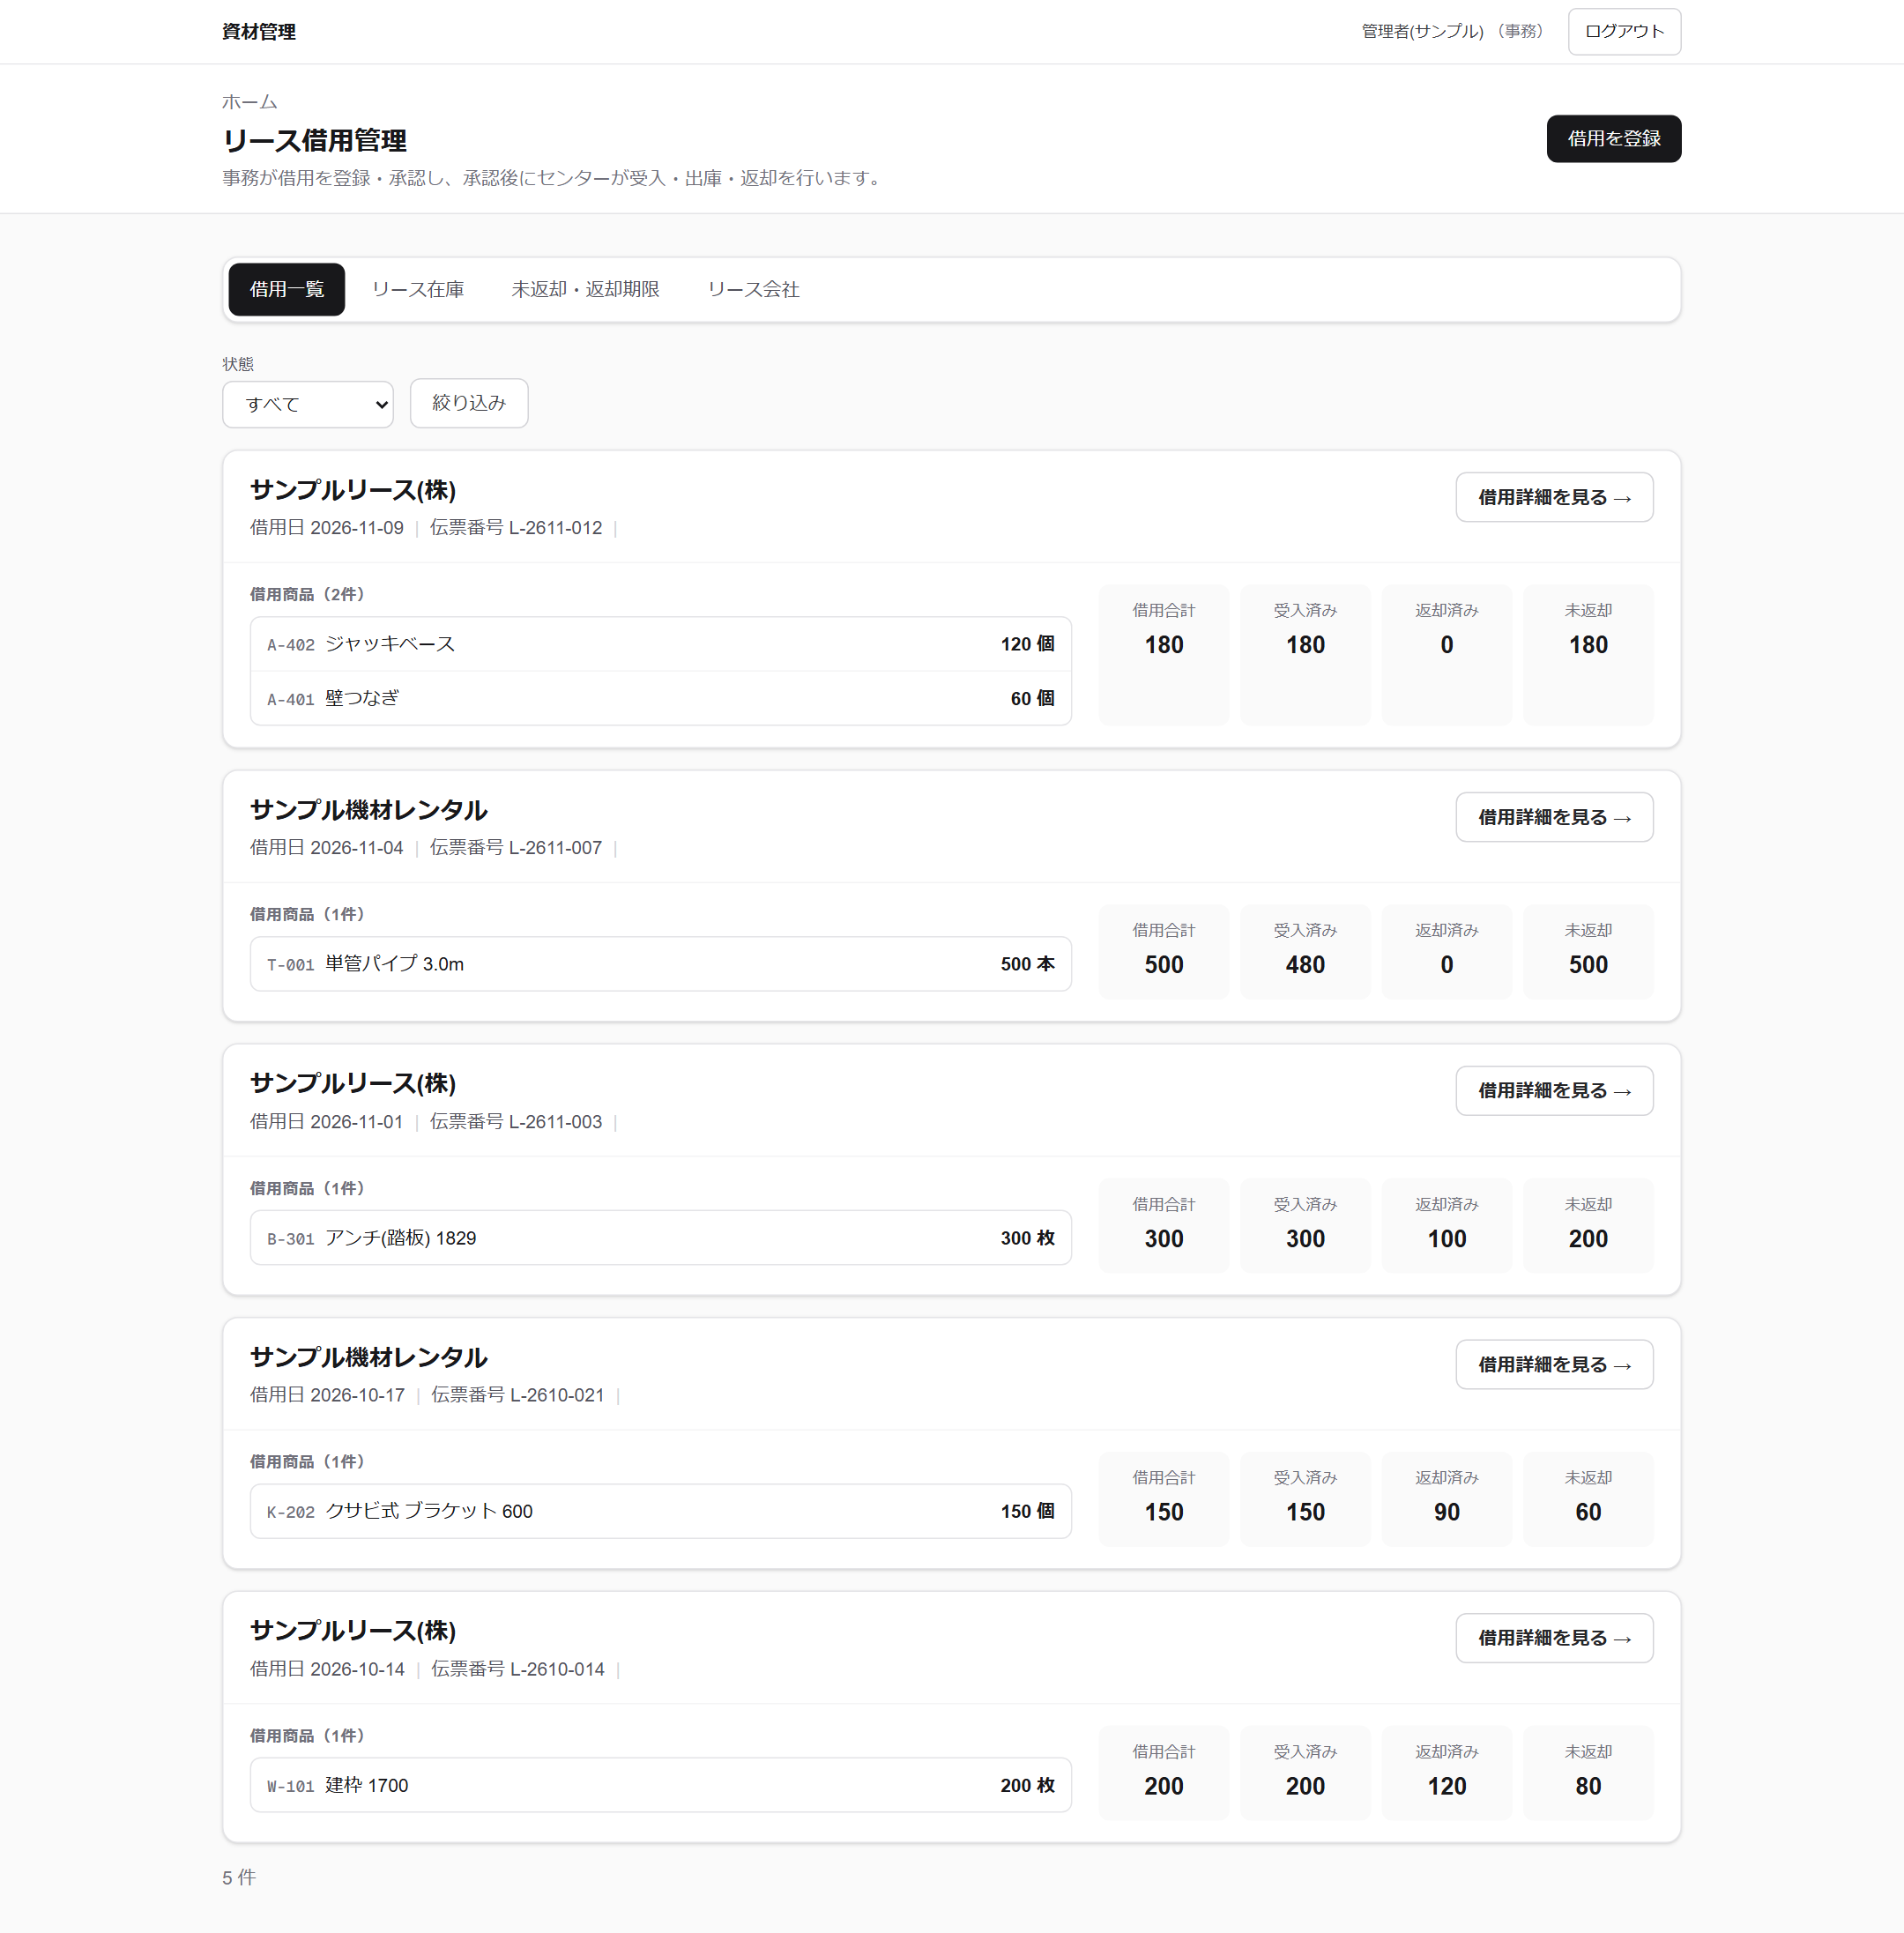 資材管理
管理者(サンプル) （事務） ログアウト
ホーム
リース借用管理
事務が借用を登録・承認し、承認後にセンターが受入・出庫・返却を行います。
借用を登録
借用一覧 リース在庫 未返却・返却期限 リース会社
状態
すべて 絞り込み
サンプルリース(株)
借用日 2026-11-09 | 伝票番号 L-2611-012 |
借用詳細を見る →
借用商品（2件）
A-402 ジャッキベース 120 個
A-401 壁つなぎ 60 個
借用合計 受入済み 返却済み 未返却
180 180 0 180
サンプル機材レンタル
借用日 2026-11-04 | 伝票番号 L-2611-007 |
借用詳細を見る →
借用商品（1件）
T-001 単管パイプ 3.0m 500 本
借用合計 受入済み 返却済み 未返却
500 480 0 500
サンプルリース(株)
借用日 2026-11-01 | 伝票番号 L-2611-003 |
借用詳細を見る →
借用商品（1件）
B-301 アンチ(踏板) 1829 300 枚
借用合計 受入済み 返却済み 未返却
300 300 100 200
サンプル機材レンタル
借用日 2026-10-17 | 伝票番号 L-2610-021 |
借用詳細を見る →
借用商品（1件）
K-202 クサビ式 ブラケット 600 150 個
借用合計 受入済み 返却済み 未返却
150 150 90 60
サンプルリース(株)
借用日 2026-10-14 | 伝票番号 L-2610-014 |
借用詳細を見る →
借用商品（1件）
W-101 建枠 1700 200 枚
借用合計 受入済み 返却済み 未返却
200 200 120 80
5 件